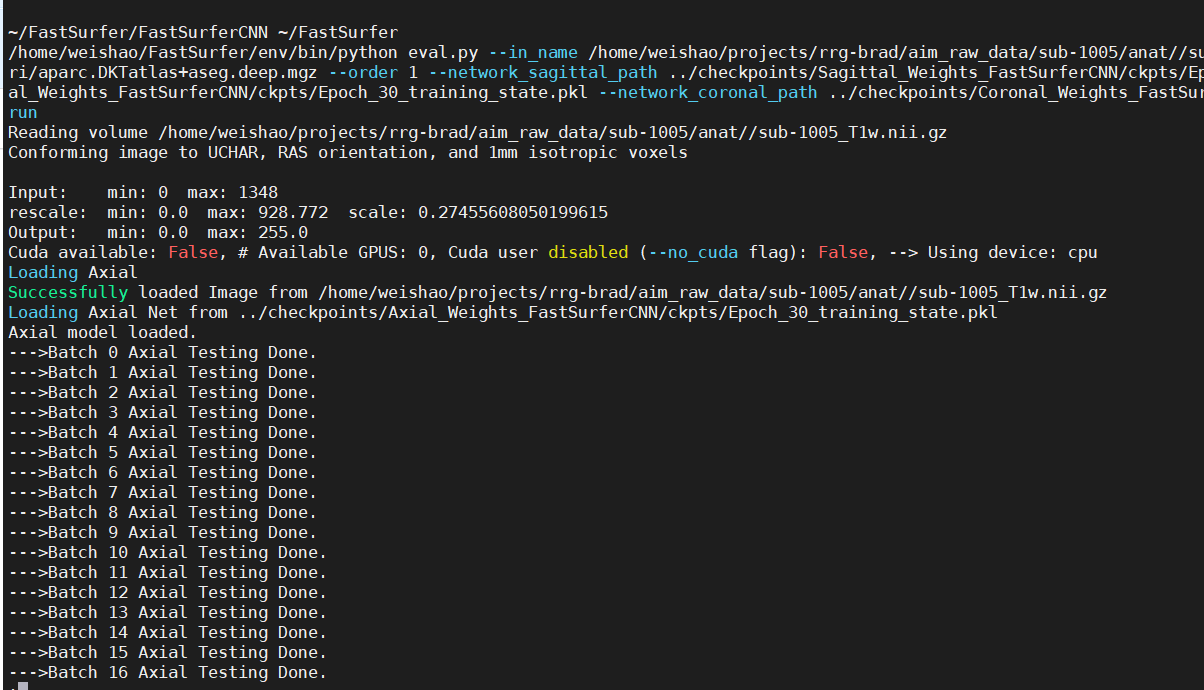 ~/FastSurfer/FastSurferCNN ~/FastSurfer
/home/weishao/FastSurfer/env/bin/python eval.py --in_name /home/weishao/projects/rrg-brad/aim_raw_data/sub-1005/anat//su
ri/aparc.DKTatlas+aseg.deep.mgz --order 1 --network_sagittal_path ../checkpoints/Sagittal_Weights_FastSurferCNN/ckpts/Ep
al_Weights_FastSurferCNN/ckpts/Epoch_30_training_state.pkl --network_coronal_path ../checkpoints/Coronal_Weights_FastSur
run
Reading volume /home/weishao/projects/rrg-brad/aim_raw_data/sub-1005/anat//sub-1005_T1w.nii.gz
Conforming image to UCHAR, RAS orientation, and 1mm isotropic voxels
Input:    min: 0  max: 1348
rescale:  min: 0.0  max: 928.772  scale: 0.27455608050199615
Output:   min: 0.0  max: 255.0
Cuda available: False, # Available GPUS: 0, Cuda user disabled (--no_cuda flag): False, --> Using device: cpu
Loading Axial
Successfully loaded Image from /home/weishao/projects/rrg-brad/aim_raw_data/sub-1005/anat//sub-1005_T1w.nii.gz
Loading Axial Net from ../checkpoints/Axial_Weights_FastSurferCNN/ckpts/Epoch_30_training_state.pkl
Axial model loaded.
--->Batch 0 Axial Testing Done.
--->Batch 1 Axial Testing Done.
--->Batch 2 Axial Testing Done.
--->Batch 3 Axial Testing Done.
--->Batch 4 Axial Testing Done.
--->Batch 5 Axial Testing Done.
--->Batch 6 Axial Testing Done.
--->Batch 7 Axial Testing Done.
--->Batch 8 Axial Testing Done.
--->Batch 9 Axial Testing Done.
--->Batch 10 Axial Testing Done.
--->Batch 11 Axial Testing Done.
--->Batch 12 Axial Testing Done.
--->Batch 13 Axial Testing Done.
--->Batch 14 Axial Testing Done.
--->Batch 15 Axial Testing Done.
--->Batch 16 Axial Testing Done.